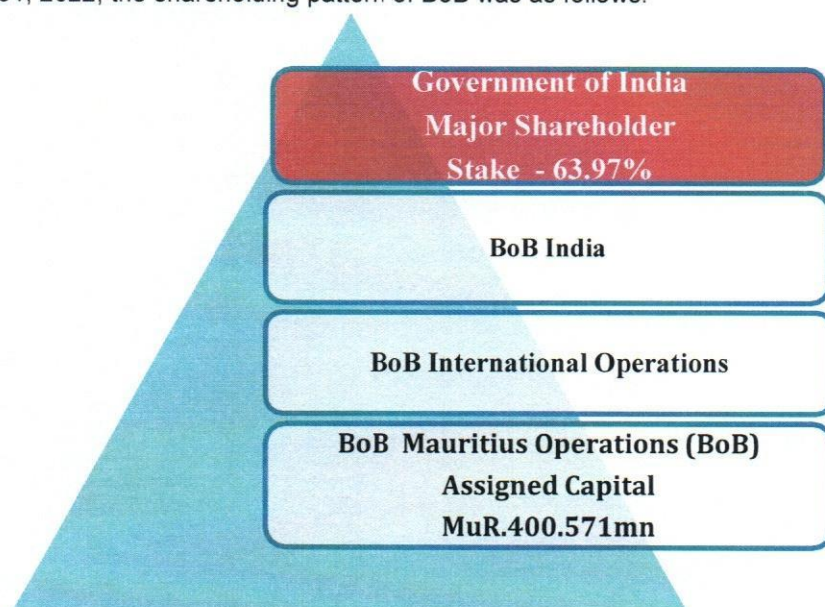 2022, the shareholding pattern of BoB was as follows:
Government of India
Major Shareholder
Stake - 63.97%
BoB India
BoB International Operations
BoB Mauritius Operations (BoB)
Assigned Capital
MuR.400.571mn